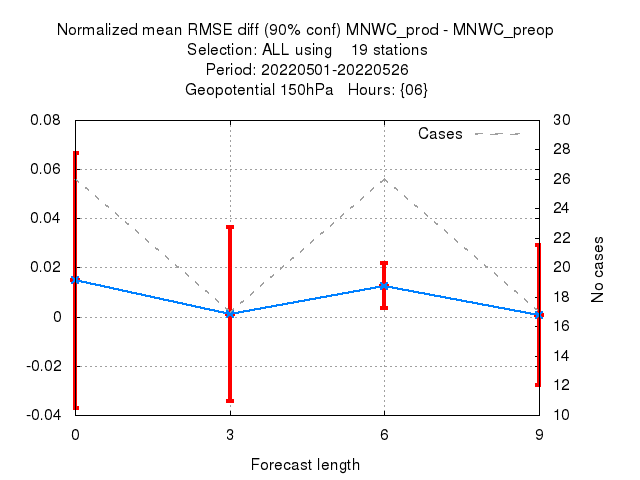 Normalized mean RMSE diff (90% conf) MNWC_prod - MNWC_preop
Selection: ALL using    19 stations
Period: 20220501-20220526
Geopotential 150hPa   Hours: {06}
Cases
0.08
0.06
0.04
0.02
0
-0.02
-0.04
30
28
26
24
22
20
18
16
14
12
10
No cases
0 3 6 9
Forecast length